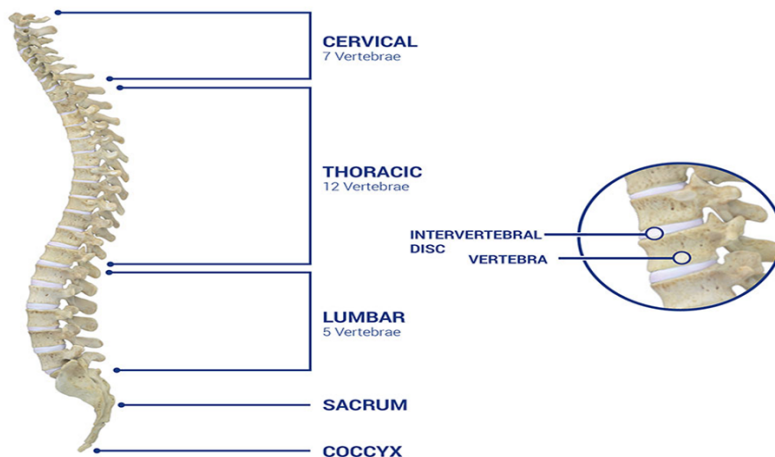 CERVICAL
7 Vertebrae
THORACIC
12 Vertebrae
INTERVERTEBRAL
DISC
VERTEBRA
LUMBAR
5 Vertebrae
SACRUM
COCCYX